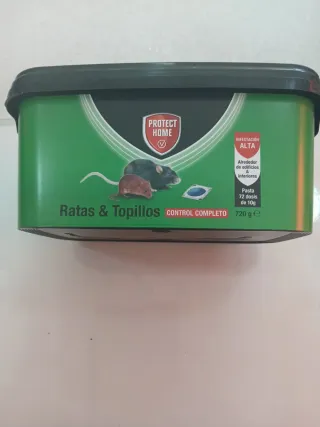 PROTECT
HOME
INFESTACIÓN
ALTA
Alrededor
de edificios
&
interiores
Pasta
72 dosis
de 10g
Ratas & Topillos
CONTROL COMPLETO
720 g e